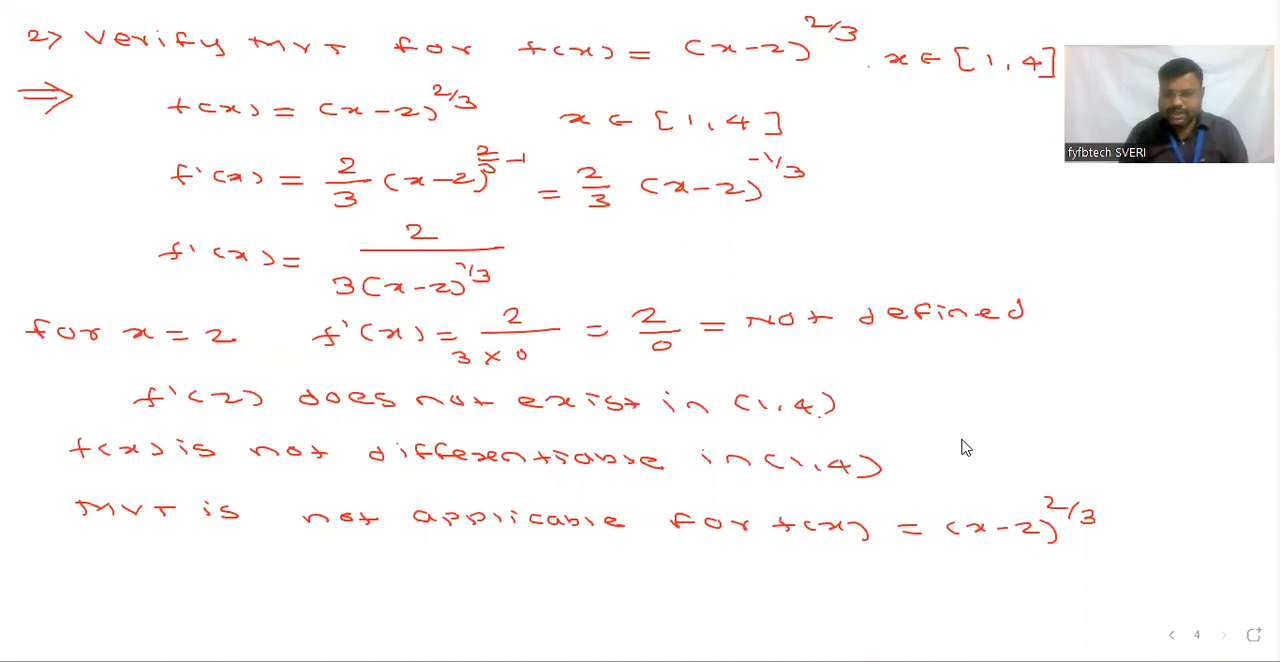 2> Verify MVT for f(x) = (x-2)^2/3 . x ∈ [1, 4]
⇒ f(x) = (x-2)^2/3 x ∈ [1, 4]
f'(x) = 2/3 (x-2)^2/3 -1 = 2/3 (x-2)^-1/3
f'(x) = 2/3(x-2)^1/3
for x = 2 f'(x) = 2/3 × 0 = 2/0 = Not defined
f'(2) does not exist in (1, 4)
f(x) is not differentiable in (1, 4)
MVT is not applicable for f(x) = (x-2)^2/3
fyfbtech SVERI
< 4 >